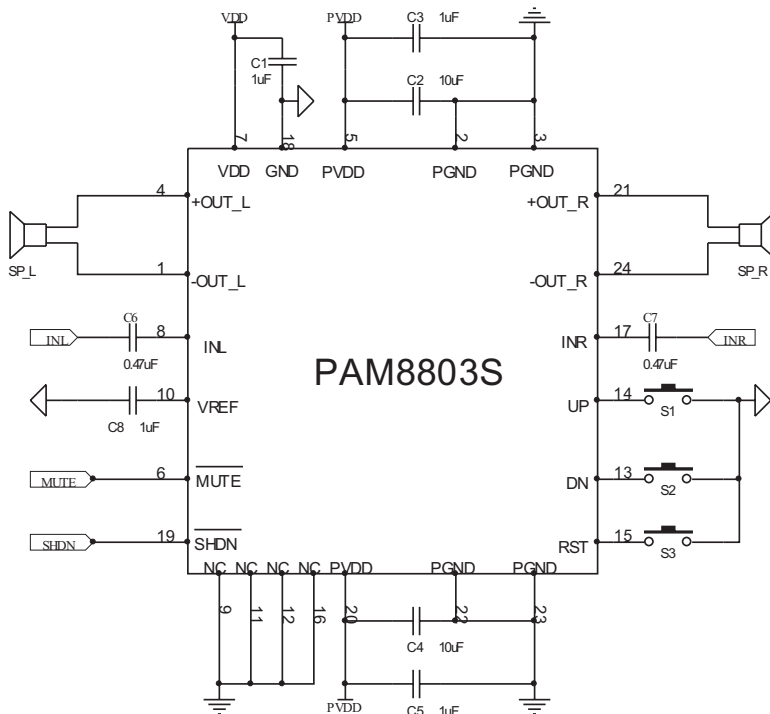 VDD PVDD C3 1uF
C1 1uF C2 10uF
7 18 5 2 3
VDD GND PVDD PGND PGND
4 +OUT_L +OUT_R 21
SP_L SP_R
1 -OUT_L -OUT_R 24
INL C6 8 INL INR 17 C7 INR
0.47uF 0.47uF
PAM8803S
10 VREF UP 14 S1
C8 1uF
MUTE 6 MUTE DN 13 S2
SHDN 19 SHDN RST 15 S3
NC NC NC NC PVDD PGND PGND
9 11 12 16 20 22 23
C4 10uF
PVDD C5 1uF